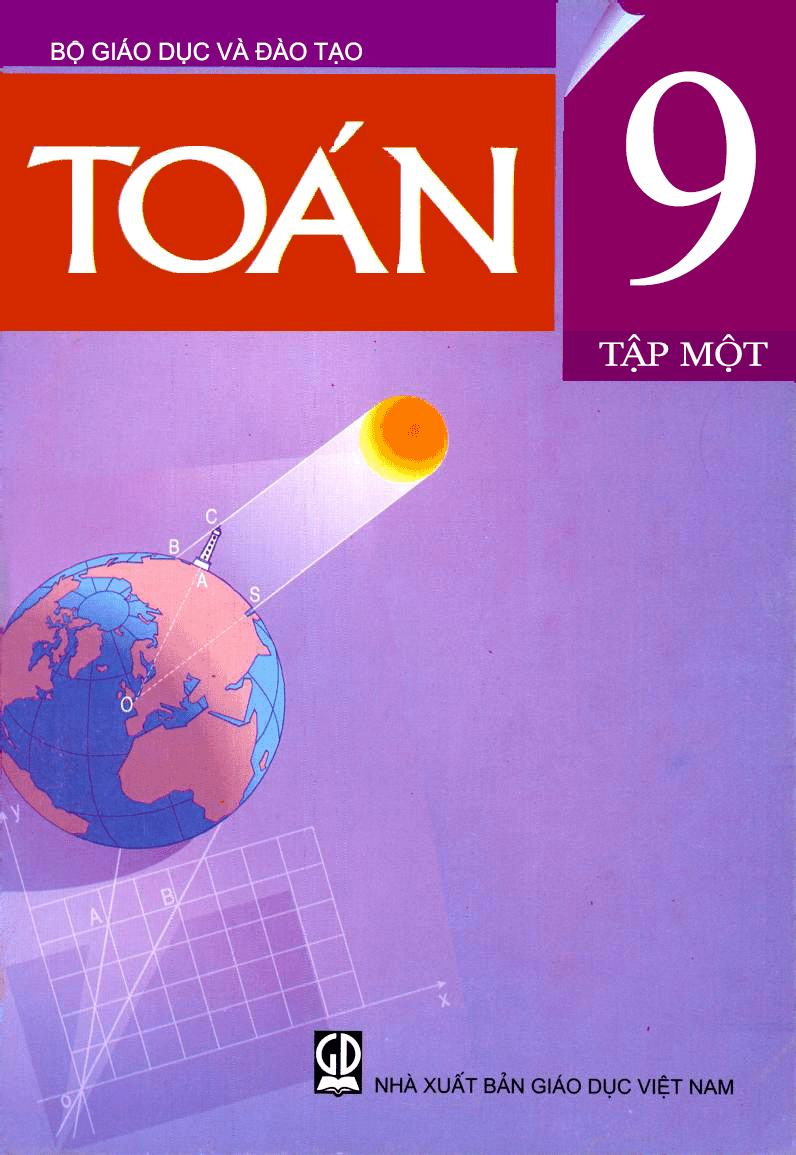 BỘ GIÁO DỤC VÀ ĐÀO TẠO
TOÁN
9
TẬP MỘT
C
B
A
S
O
y
A
B
x
o
GD
NHÀ XUẤT BẢN GIÁO DỤC VIỆT NAM